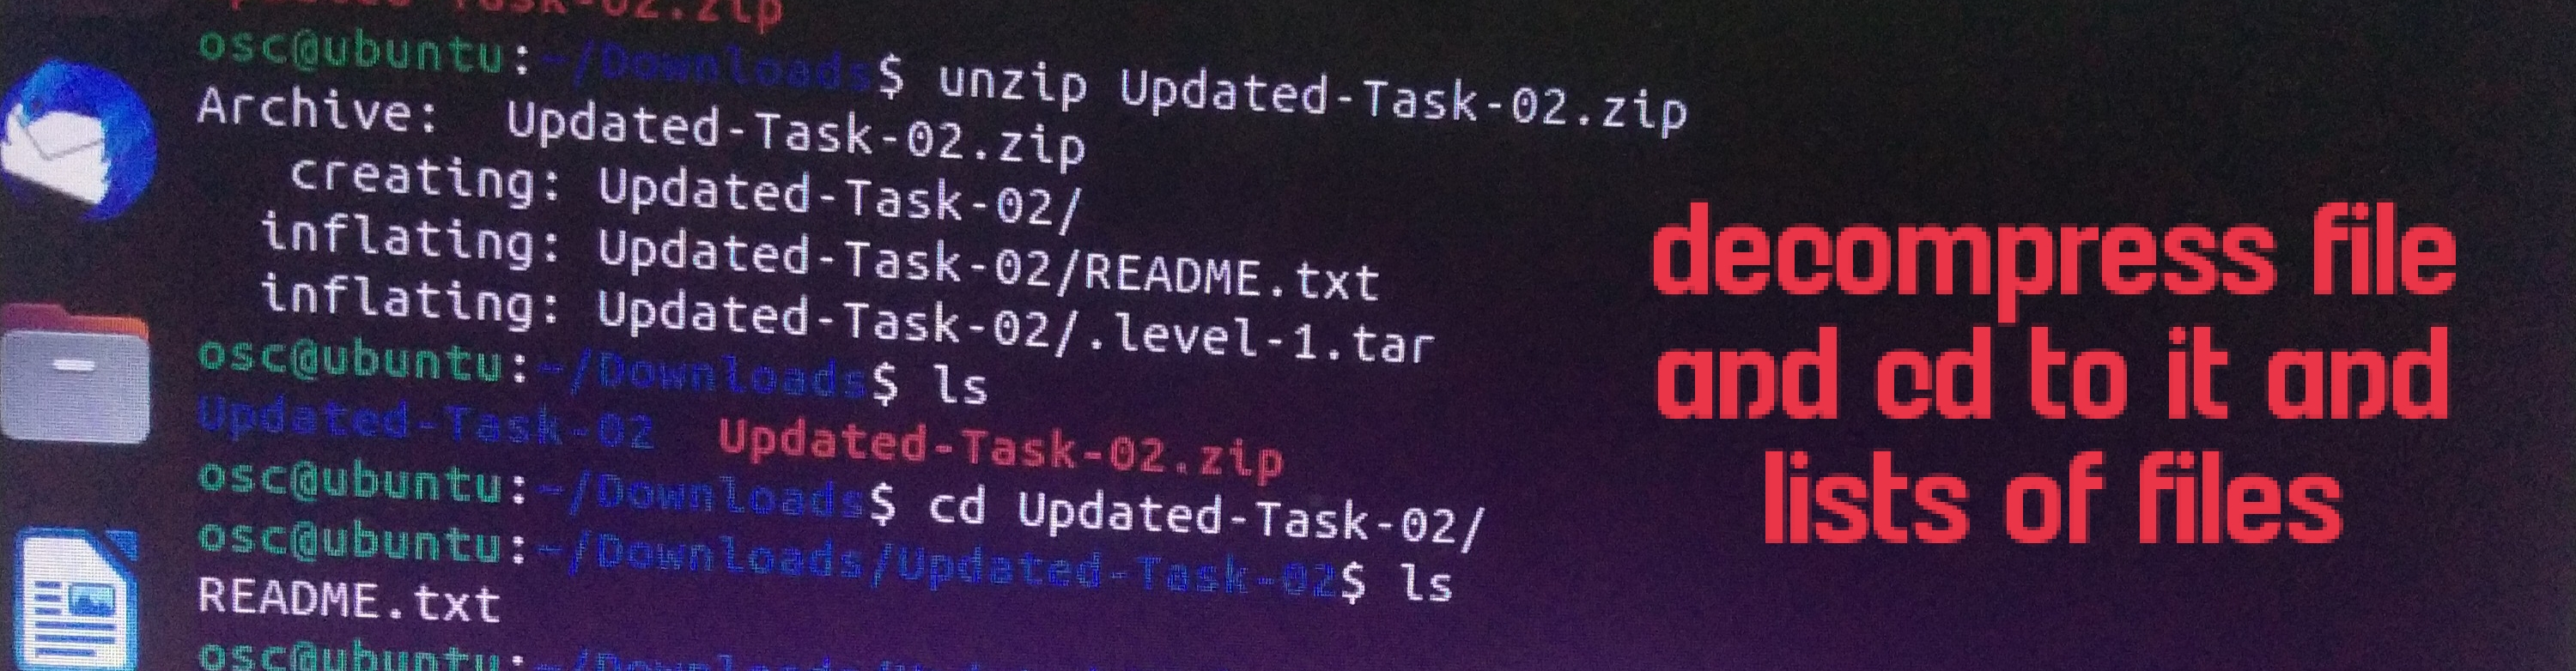 Updated-Task-02.zip
osc@ubuntu:~/Downloads$ unzip Updated-Task-02.zip
Archive:  Updated-Task-02.zip
   creating: Updated-Task-02/
  inflating: Updated-Task-02/README.txt
  inflating: Updated-Task-02/.level-1.tar
osc@ubuntu:~/Downloads$ ls
Updated-Task-02  Updated-Task-02.zip
osc@ubuntu:~/Downloads$ cd Updated-Task-02/
osc@ubuntu:~/Downloads/Updated-Task-02$ ls
README.txt
osc@ubuntu:
decompress file
and cd to it and
lists of files